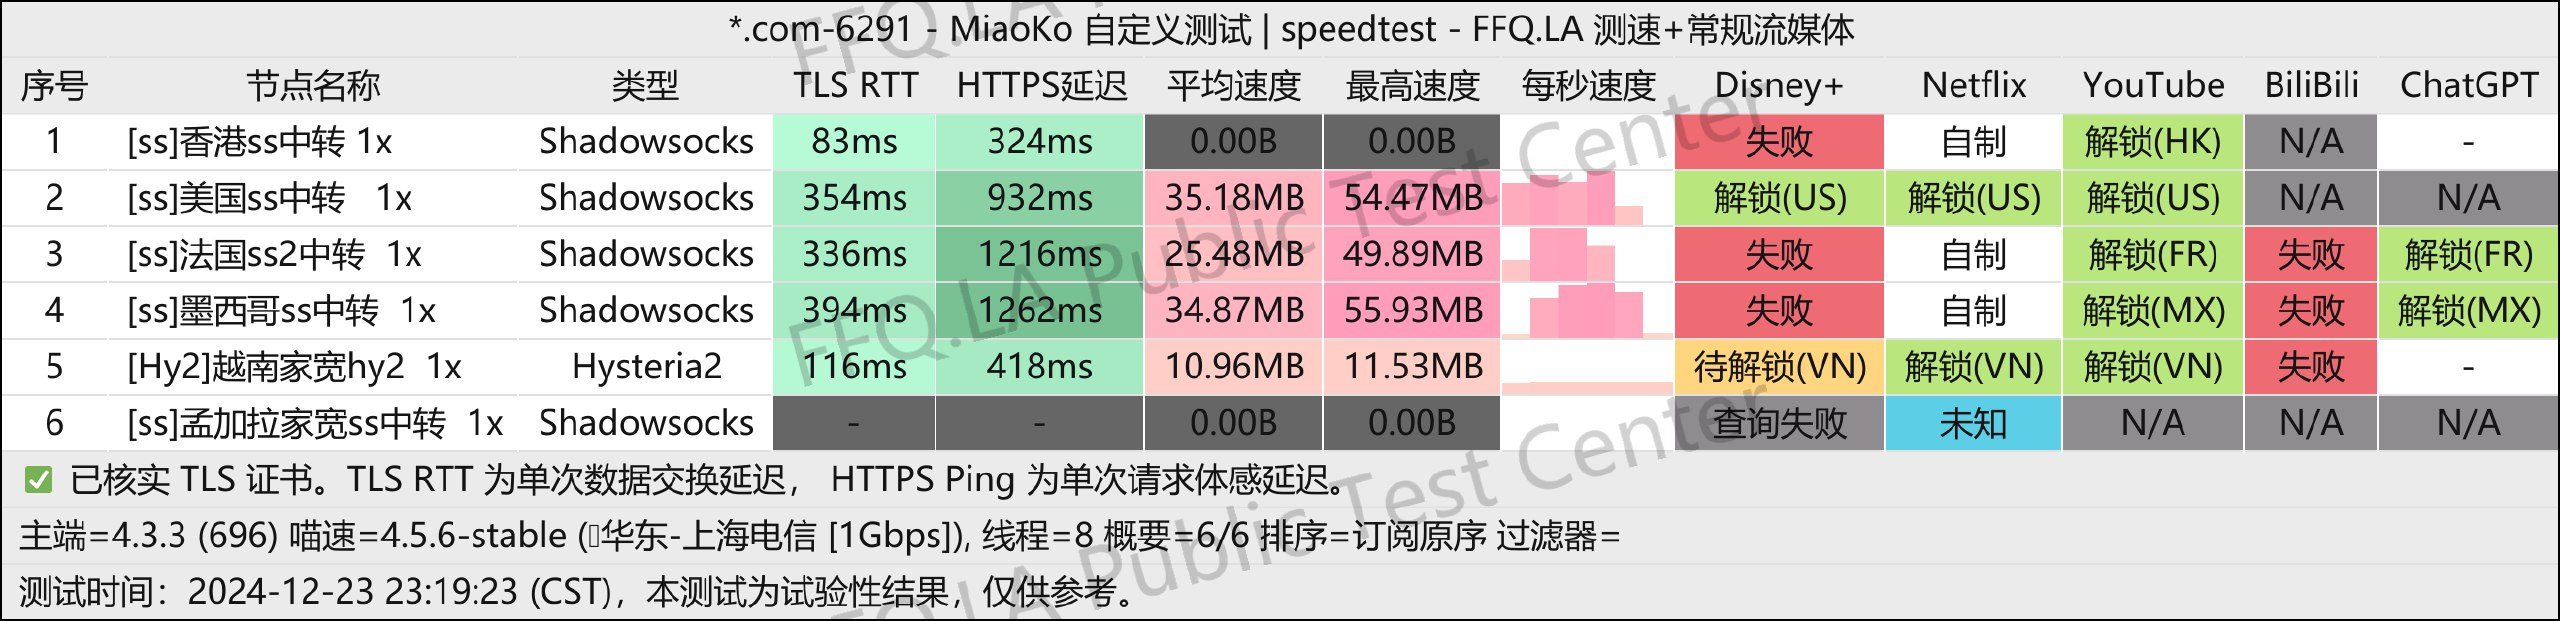 *.com-6291 - MiaoKo 自定义测试 | speedtest - FFQ.LA 测速+常规流媒体
序号 节点名称 类型 TLS RTT HTTPS延迟 平均速度 最高速度 每秒速度 Disney+ Netflix YouTube BiliBili ChatGPT
1 [ss]香港ss中转 1x Shadowsocks 83ms 324ms 0.00B 0.00B 失败 自制 解锁(HK) N/A -
2 [ss]美国ss中转 1x Shadowsocks 354ms 932ms 35.18MB 54.47MB 解锁(US) 解锁(US) 解锁(US) N/A N/A
3 [ss]法国ss2中转 1x Shadowsocks 336ms 1216ms 25.48MB 49.89MB 失败 自制 解锁(FR) 失败 解锁(FR)
4 [ss]墨西哥ss中转 1x Shadowsocks 394ms 1262ms 34.87MB 55.93MB 失败 自制 解锁(MX) 失败 解锁(MX)
5 [Hy2]越南家宽hy2 1x Hysteria2 116ms 418ms 10.96MB 11.53MB 待解锁(VN) 解锁(VN) 解锁(VN) 失败 -
6 [ss]孟加拉家宽ss中转 1x Shadowsocks - - 0.00B 0.00B 查询失败 未知 N/A N/A N/A
✅ 已核实 TLS 证书。TLS RTT 为单次数据交换延迟， HTTPS Ping 为单次请求体感延迟。
主端=4.3.3 (696) 喵速=4.5.6-stable (华东-上海电信 [1Gbps]), 线程=8 概要=6/6 排序=订阅原序 过滤器=
测试时间：2024-12-23 23:19:23 (CST)，本测试为试验性结果，仅供参考。
FFQ.LA Public Test Center
FFQ.LA Public Test Center